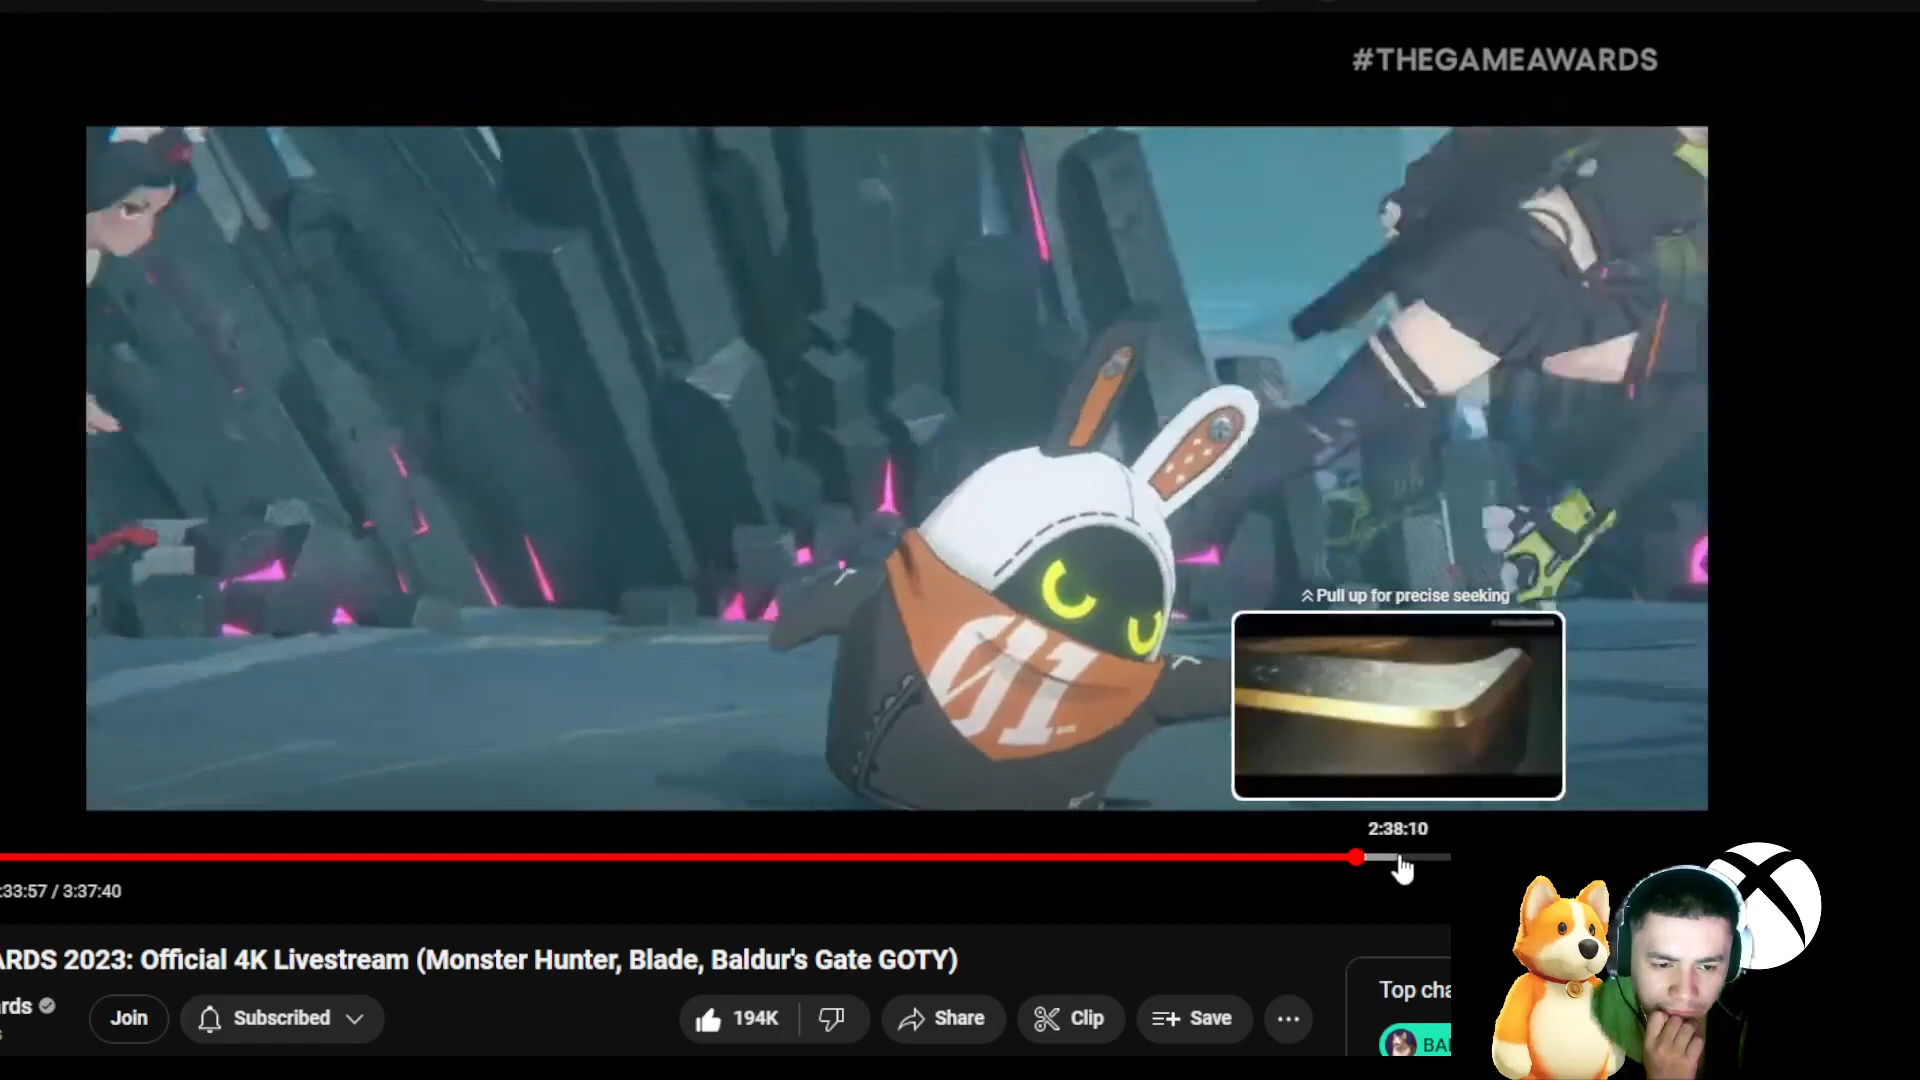 #THEGAMEAWARDS
01
Pull up for precise seeking
2:38:10
:33:57 / 3:37:40
ARDS 2023: Official 4K Livestream (Monster Hunter, Blade, Baldur's Gate GOTY)
rds
Join
Subscribed
194K
Share
Clip
Save
Top cha
BAI